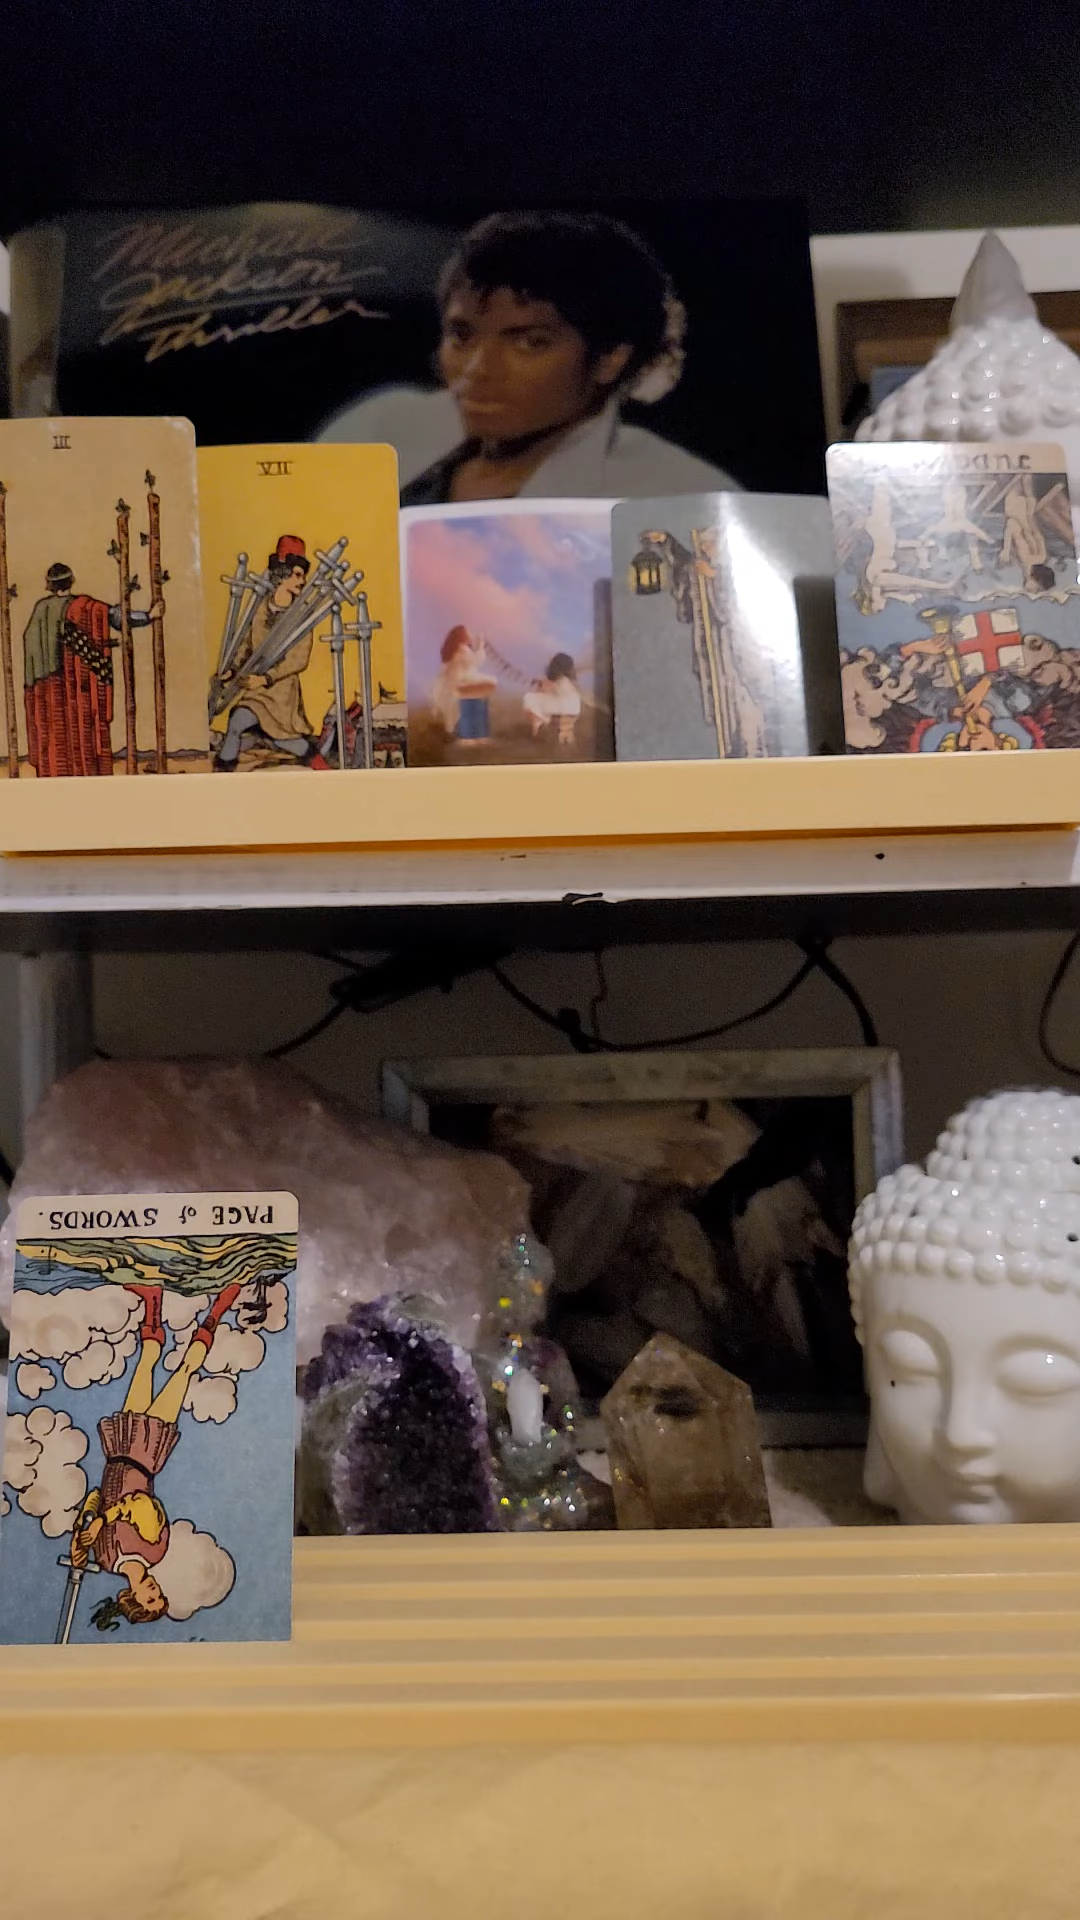 Michael
Jackson
Thriller
III
VII
PAGE of SWORDS.